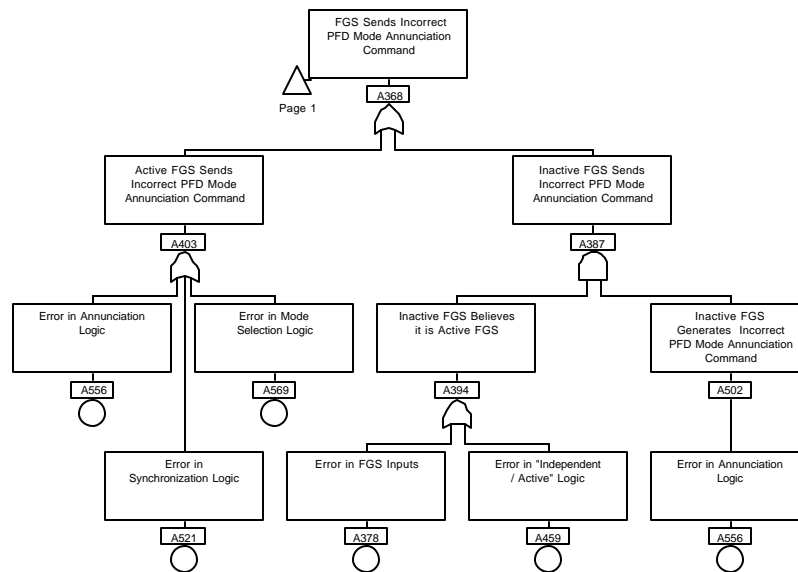 FGS Sends Incorrect
PFD Mode Annunciation
Command
Page 1
A368
Active FGS Sends
Incorrect PFD Mode
Annunciation Command
A403
Inactive FGS Sends
Incorrect PFD Mode
Annunciation Command
A387
Error in Annunciation
Logic
A556
Error in Mode
Selection Logic
A569
Inactive FGS Believes
it is Active FGS
A394
Inactive FGS
Generates Incorrect
PFD Mode Annunciation
Command
A502
Error in
Synchronization Logic
A521
Error in FGS Inputs
A378
Error in "Independent
/ Active" Logic
A459
Error in Annunciation
Logic
A556